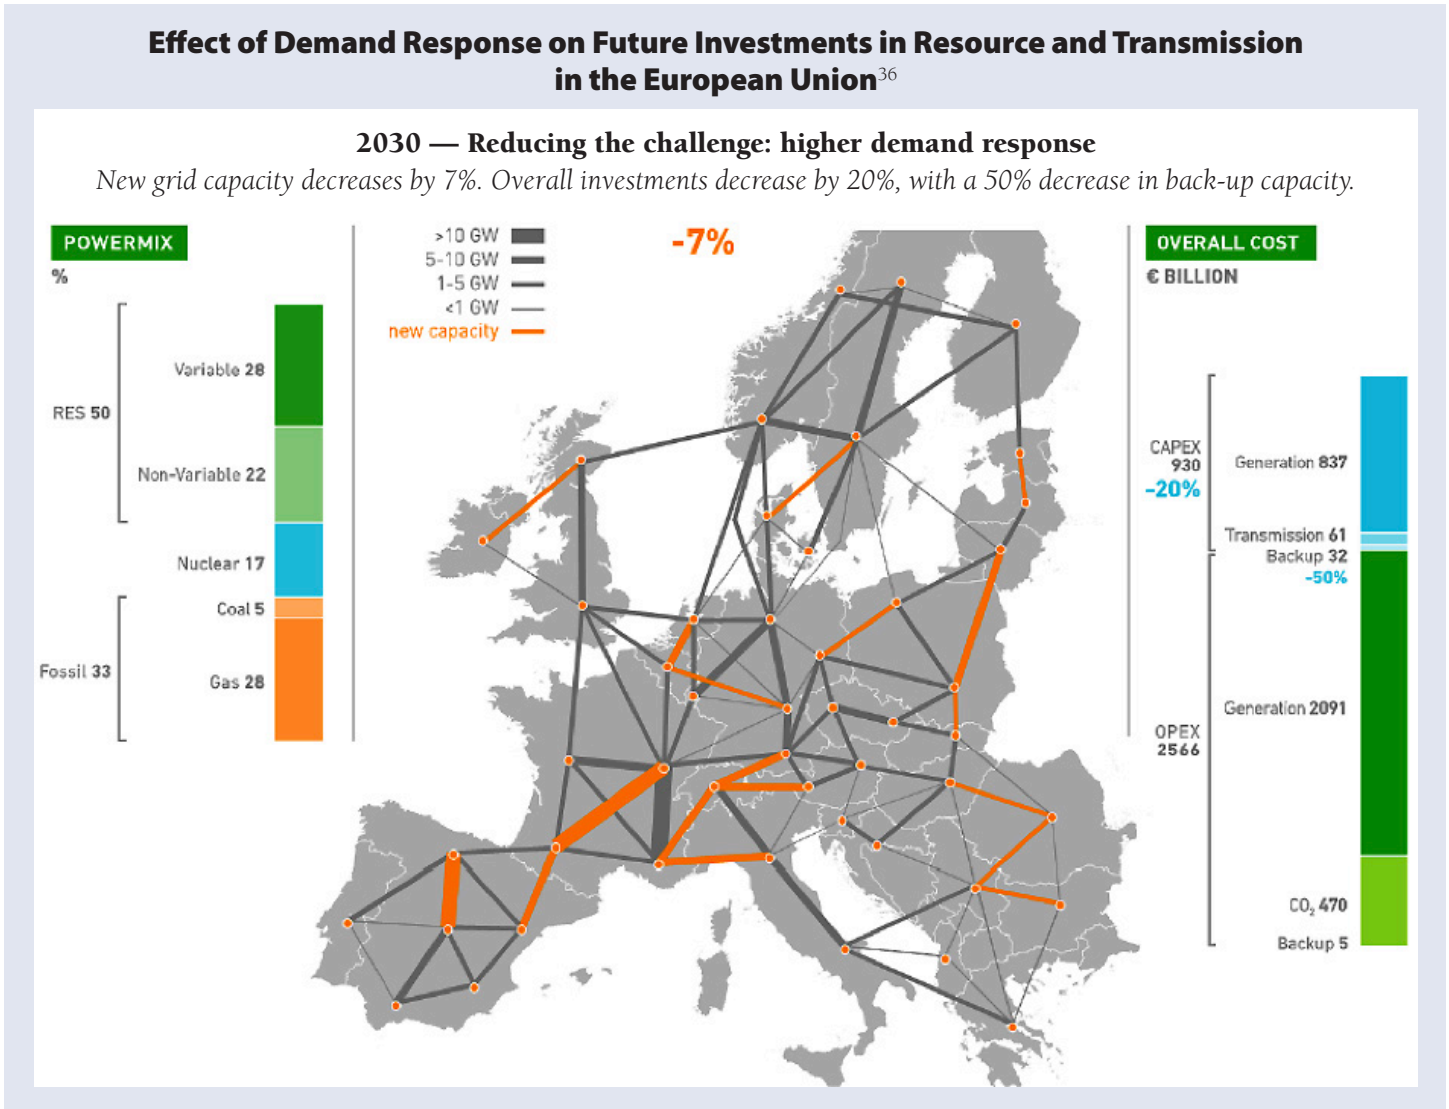 Effect of Demand Response on Future Investments in Resource and Transmission
in the European Union36
2030 — Reducing the challenge: higher demand response
New grid capacity decreases by 7%. Overall investments decrease by 20%, with a 50% decrease in back-up capacity.
POWERMIX
%
RES 50
Variable 28
Non-Variable 22
Nuclear 17
Coal 5
Fossil 33
Gas 28
>10 GW
5-10 GW
1-5 GW
<1 GW
new capacity
-7%
OVERALL COST
€ BILLION
CAPEX
930
-20%
Generation 837
Transmission 61
Backup 32
-50%
Generation 2091
OPEX
2566
CO2 470
Backup 5